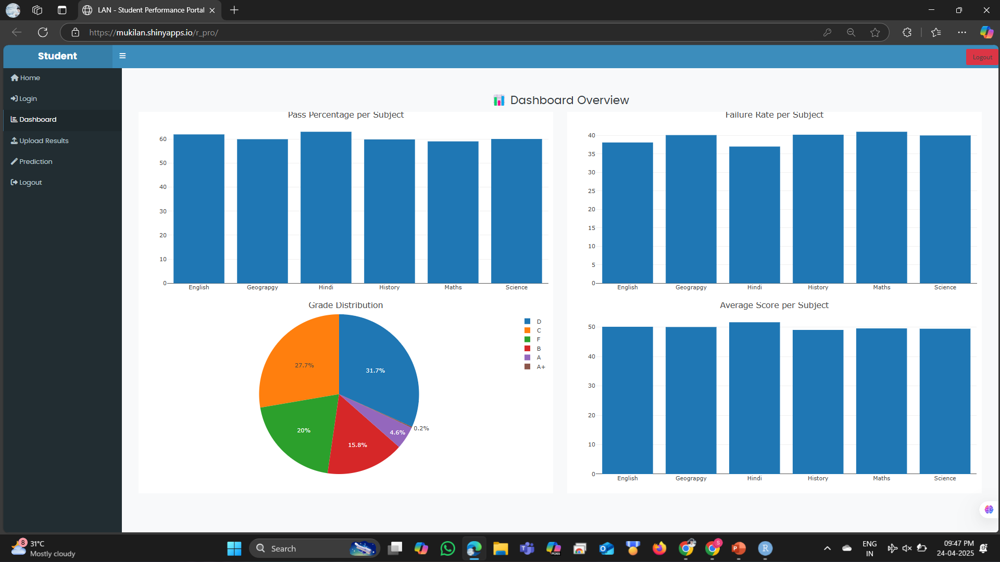 LAN - Student Performance Portal
https://mukilan.shinyapps.io/r_pro/
Student
Logout
Home
Login
Dashboard
Upload Results
Prediction
Logout
Dashboard Overview
Pass Percentage per Subject
60
50
40
30
20
10
0
English
Geograpgy
Hindi
History
Maths
Science
Failure Rate per Subject
40
35
30
25
20
15
10
5
0
English
Geograpgy
Hindi
History
Maths
Science
Grade Distribution
27.7%
31.7%
20%
15.8%
4.6%
0.2%
D
C
F
B
A
A+
Average Score per Subject
50
40
30
20
10
0
English
Geograpgy
Hindi
History
Maths
Science
8
31°C
Mostly cloudy
Search
M365
S
P
R
ENG
IN
09:47 PM
24-04-2025